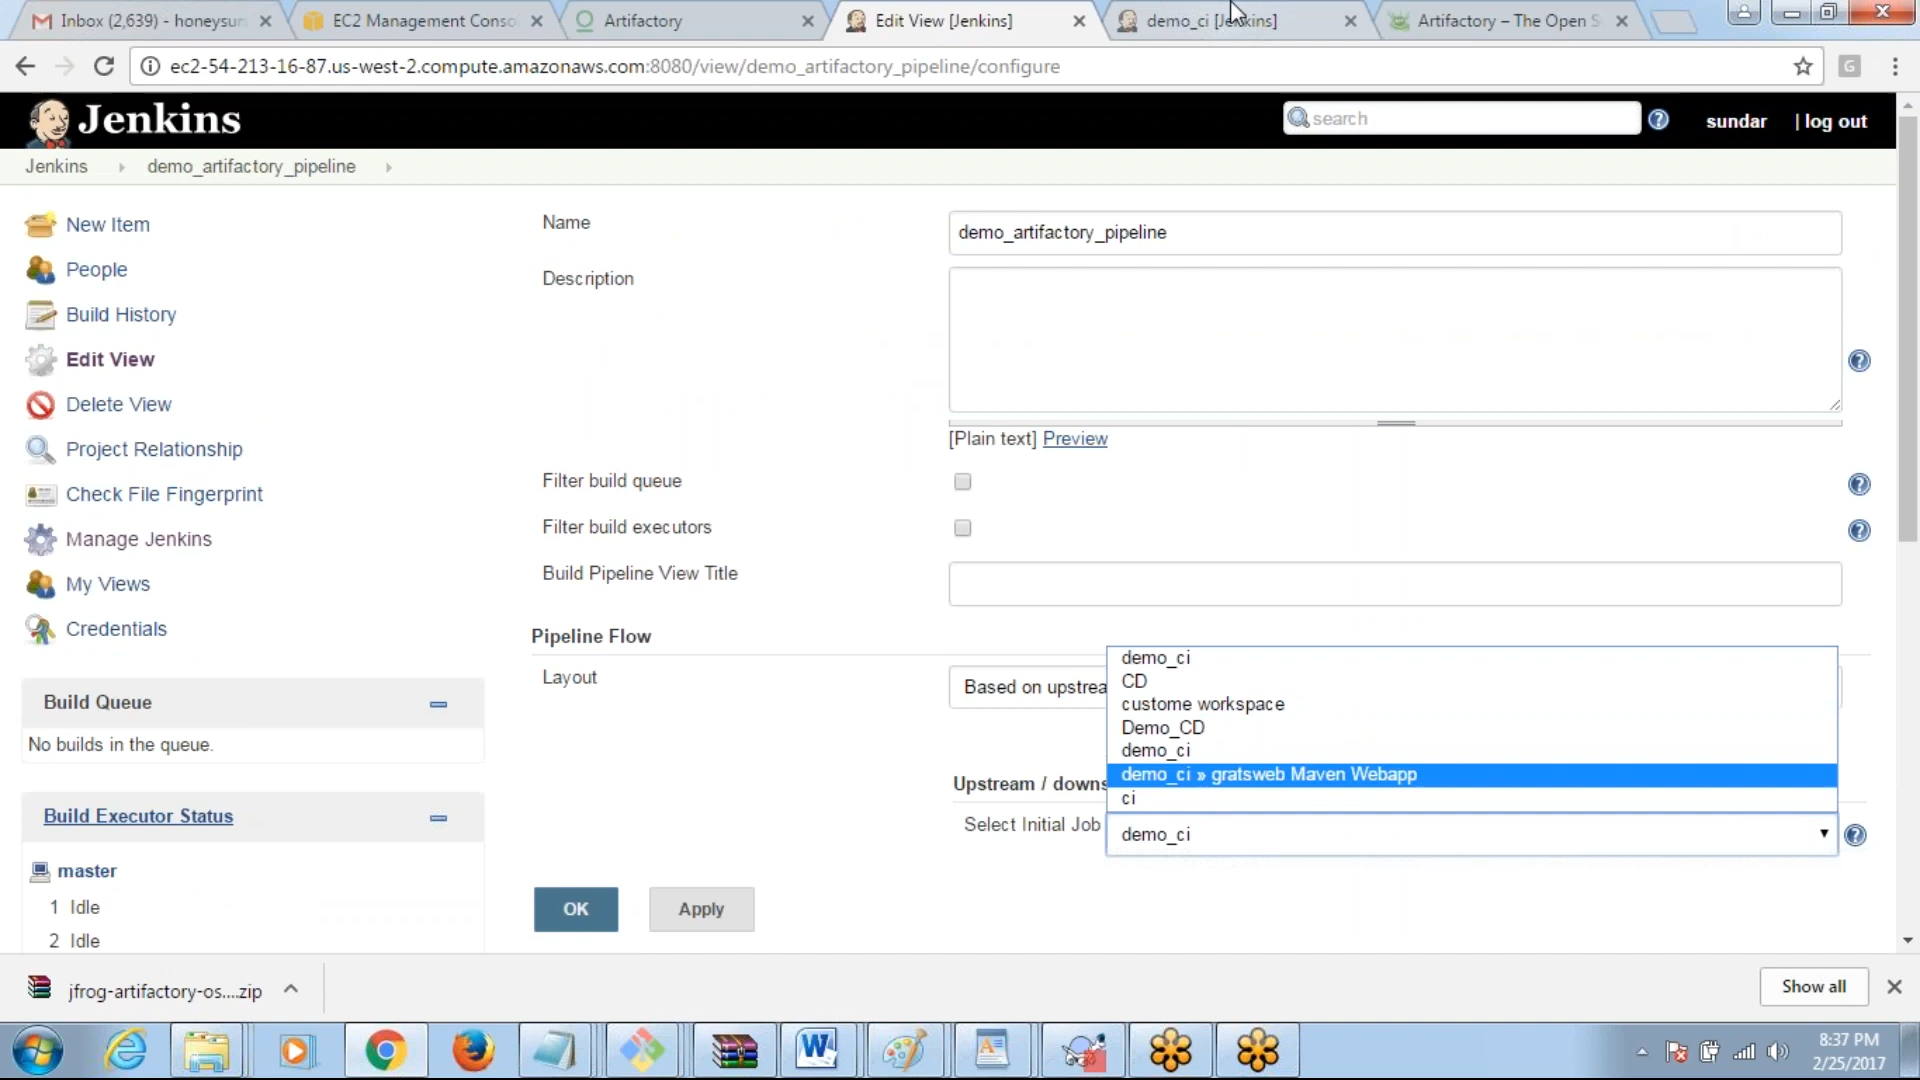 Inbox (2,639) - honeysun
EC2 Management Conso
Artifactory
Edit View [Jenkins]
demo_ci [Jenkins]
Artifactory – The Open S
ec2-54-213-16-87.us-west-2.compute.amazonaws.com:8080/view/demo_artifactory_pipeline/configure
G
Jenkins
search
sundar
| log out
Jenkins
demo_artifactory_pipeline
New Item
People
Build History
Edit View
Delete View
Project Relationship
Check File Fingerprint
Manage Jenkins
My Views
Credentials
Build Queue
No builds in the queue.
Build Executor Status
master
1 Idle
2 Idle
Name
demo_artifactory_pipeline
Description
[Plain text] Preview
Filter build queue
Filter build executors
Build Pipeline View Title
Pipeline Flow
Layout
Based on upstrea
demo_ci
CD
custome workspace
Demo_CD
demo_ci
demo_ci » gratsweb Maven Webapp
ci
Upstream / downs
Select Initial Job
demo_ci
OK
Apply
jfrog-artifactory-os....zip
Show all
8:37 PM
2/25/2017